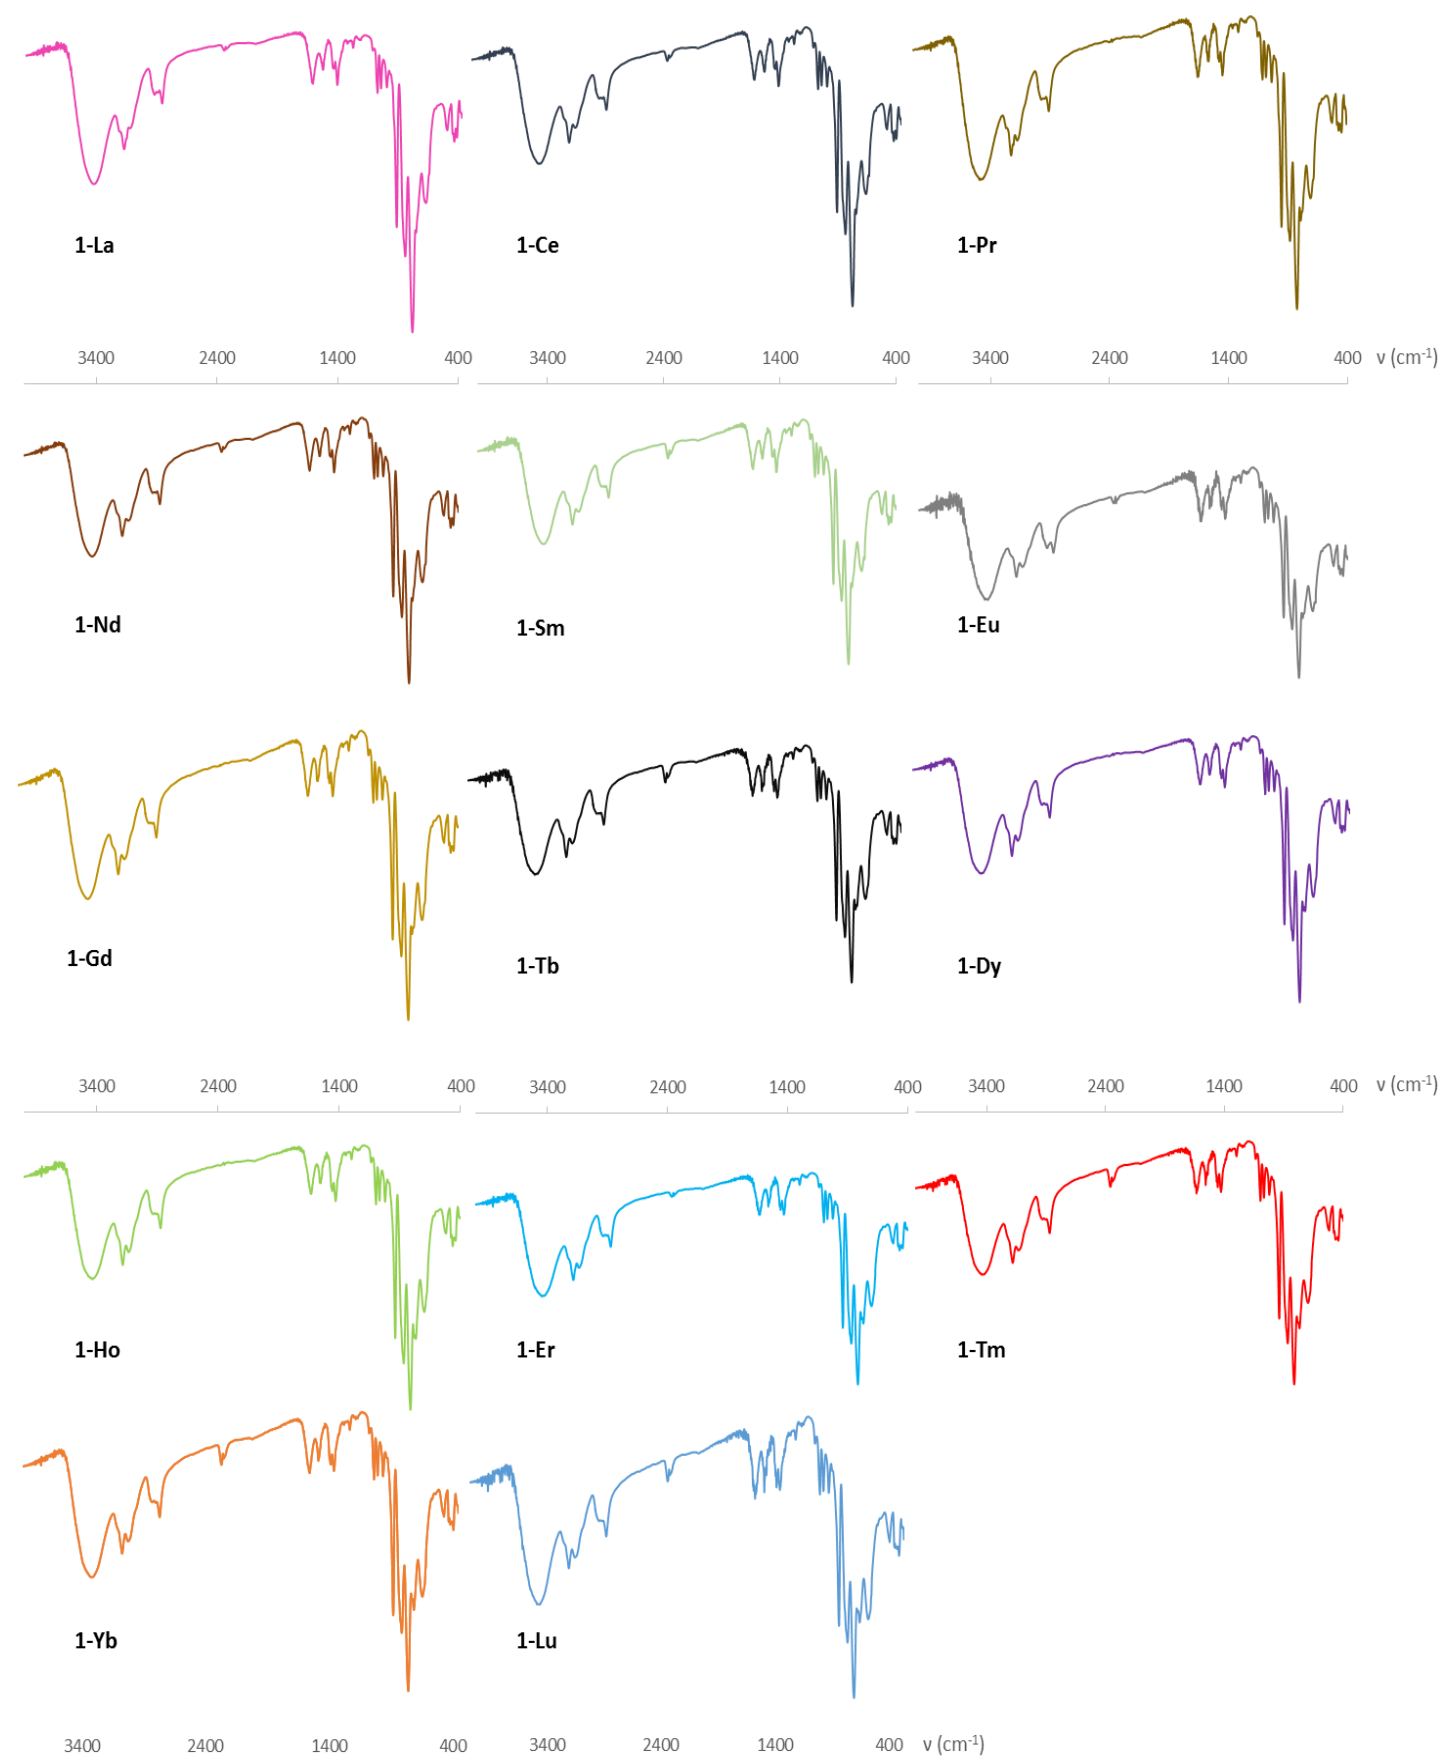 1-La 1-Ce 1-Pr
3400 2400 1400 400 3400 2400 1400 400 3400 2400 1400 400 ν (cm-1)
1-Nd 1-Sm 1-Eu
1-Gd 1-Tb 1-Dy
3400 2400 1400 400 3400 2400 1400 400 3400 2400 1400 400 ν (cm-1)
1-Ho 1-Er 1-Tm
1-Yb 1-Lu
3400 2400 1400 400 3400 2400 1400 400 ν (cm-1)